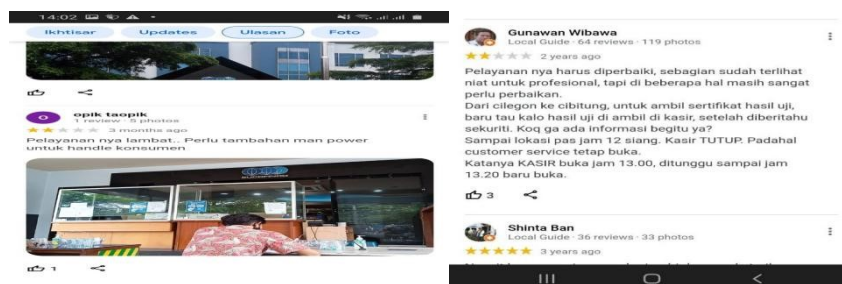 14:02
Ikhtisar Updates Ulasan Foto
opik taopik
1 review · 5 photos
3 months ago
Pelayanan nya lambat.. Perlu tambahan man power
untuk handle konsumen
1
Gunawan Wibawa
Local Guide · 64 reviews · 119 photos
2 years ago
Pelayanan nya harus diperbaiki, sebagian sudah terlihat
niat untuk profesional, tapi di beberapa hal masih sangat
perlu perbaikan.
Dari cilegon ke cibitung, untuk ambil sertifikat hasil uji,
baru tau kalo hasil uji di ambil di kasir, setelah diberitahu
sekuriti. Koq ga ada informasi begitu ya?
Sampai lokasi pas jam 12 siang. Kasir TUTUP. Padahal
customer service tetap buka.
Katanya KASIR buka jam 13.00, ditunggu sampai jam
13.20 baru buka.
3
Shinta Ban
Local Guide · 36 reviews · 33 photos
3 years ago